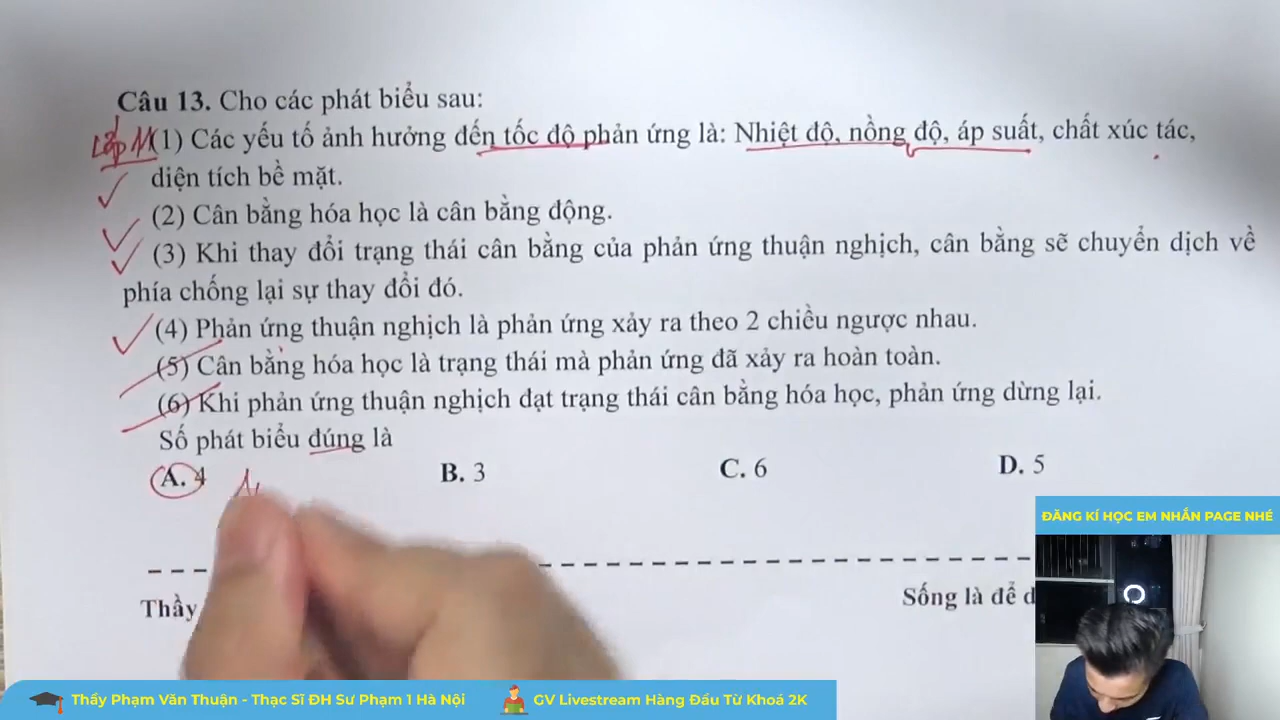 Câu 13. Cho các phát biểu sau:
Lớp 11 (1) Các yếu tố ảnh hưởng đến tốc độ phản ứng là: Nhiệt độ, nồng độ, áp suất, chất xúc tác,
diện tích bề mặt.
(2) Cân bằng hóa học là cân bằng động.
(3) Khi thay đổi trạng thái cân bằng của phản ứng thuận nghịch, cân bằng sẽ chuyển dịch về
phía chống lại sự thay đổi đó.
(4) Phản ứng thuận nghịch là phản ứng xảy ra theo 2 chiều ngược nhau.
(5) Cân bằng hóa học là trạng thái mà phản ứng đã xảy ra hoàn toàn.
(6) Khi phản ứng thuận nghịch đạt trạng thái cân bằng hóa học, phản ứng dừng lại.
Số phát biểu đúng là
A. 4 B. 3 C. 6 D. 5
ĐĂNG KÍ HỌC EM NHẮN PAGE NHÉ
Thầy Sống là để
Thầy Phạm Văn Thuận - Thạc Sĩ ĐH Sư Phạm 1 Hà Nội GV Livestream Hàng Đầu Từ Khoá 2K